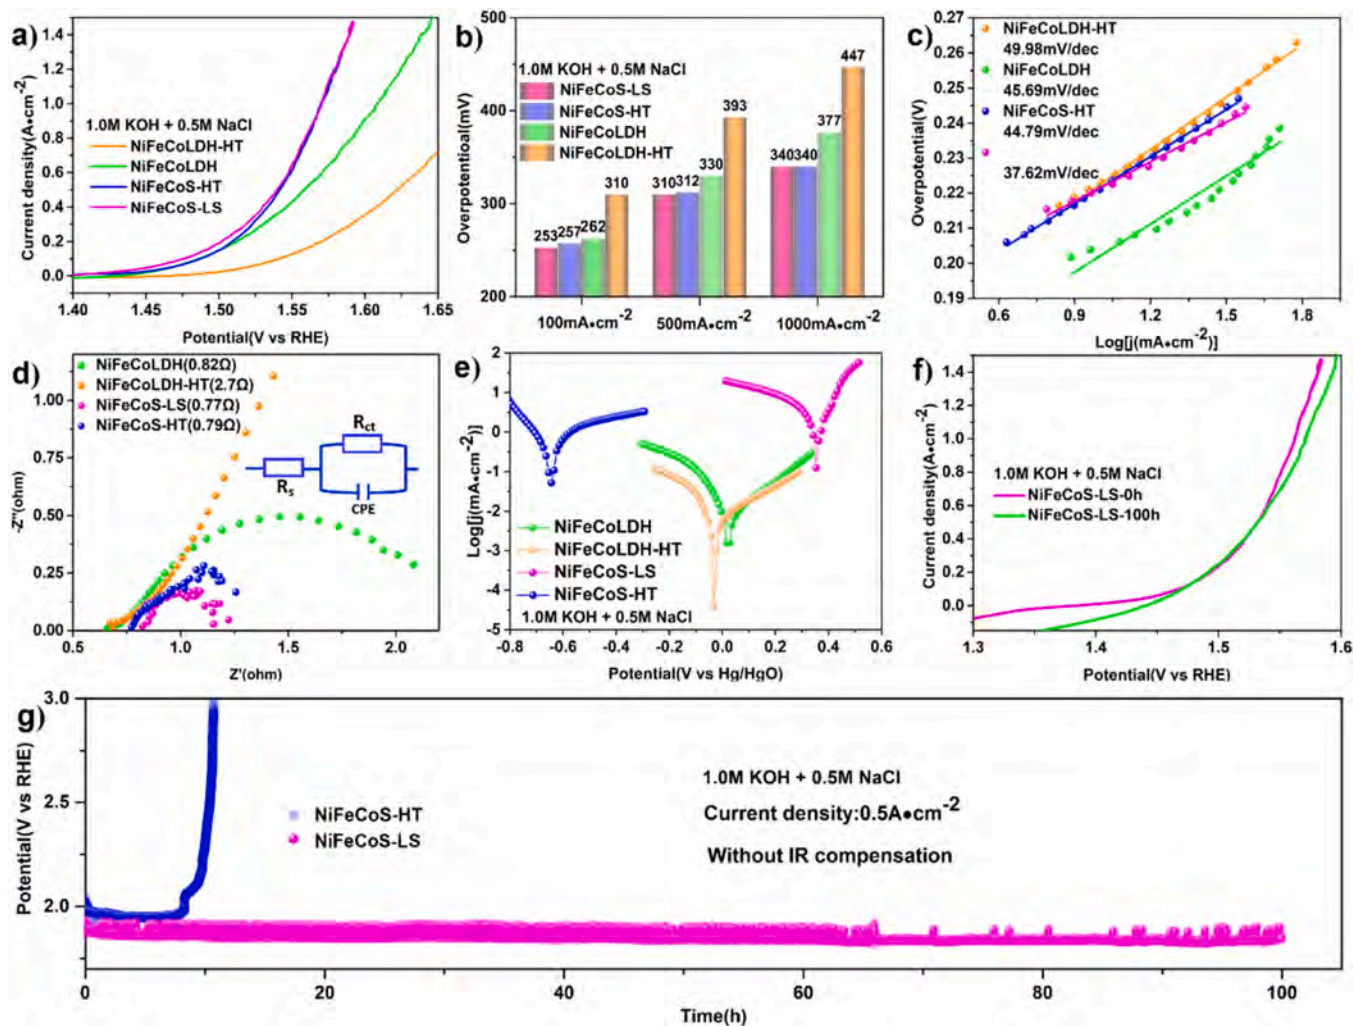 a)
Current density(A•cm-2)
1.4
1.2
1.0
0.8
0.6
0.4
0.2
0.0
1.0M KOH + 0.5M NaCl
NiFeCoLDH-HT
NiFeCoLDH
NiFeCoS-HT
NiFeCoS-LS
1.40
1.45
1.50
1.55
1.60
1.65
Potential(V vs RHE)
b)
Overpotentioal(mV)
500
400
300
200
1.0M KOH + 0.5M NaCl
NiFeCoS-LS
NiFeCoS-HT
NiFeCoLDH
NiFeCoLDH-HT
253
257
262
310
310
312
330
393
340
340
377
447
100mA•cm-2
500mA•cm-2
1000mA•cm-2
c)
Overpotential(V)
0.27
0.26
0.25
0.24
0.23
0.22
0.21
0.20
0.19
NiFeCoLDH-HT
49.98mV/dec
NiFeCoLDH
45.69mV/dec
NiFeCoS-HT
44.79mV/dec
37.62mV/dec
0.6
0.9
1.2
1.5
1.8
Log[j(mA•cm-2)]
d)
-Z''(ohm)
1.00
0.75
0.50
0.25
0.00
NiFeCoLDH(0.82Ω)
NiFeCoLDH-HT(2.7Ω)
NiFeCoS-LS(0.77Ω)
NiFeCoS-HT(0.79Ω)
Rct
Rs
CPE
0.5
1.0
1.5
2.0
Z'(ohm)
e)
Log[j(mA•cm-2)]
2
1
0
-1
-2
-3
-4
-5
NiFeCoLDH
NiFeCoLDH-HT
NiFeCoS-LS
NiFeCoS-HT
1.0M KOH + 0.5M NaCl
-0.8
-0.6
-0.4
-0.2
0.0
0.2
0.4
0.6
Potential(V vs Hg/HgO)
f)
Current density(A•cm-2)
1.4
1.2
1.0
0.8
0.6
0.4
0.2
0.0
1.0M KOH + 0.5M NaCl
NiFeCoS-LS-0h
NiFeCoS-LS-100h
1.3
1.4
1.5
1.6
Potential(V vs RHE)
g)
Potential(V vs RHE)
3.0
2.5
2.0
NiFeCoS-HT
NiFeCoS-LS
1.0M KOH + 0.5M NaCl
Current density:0.5A•cm-2
Without IR compensation
0
20
40
60
80
100
Time(h)